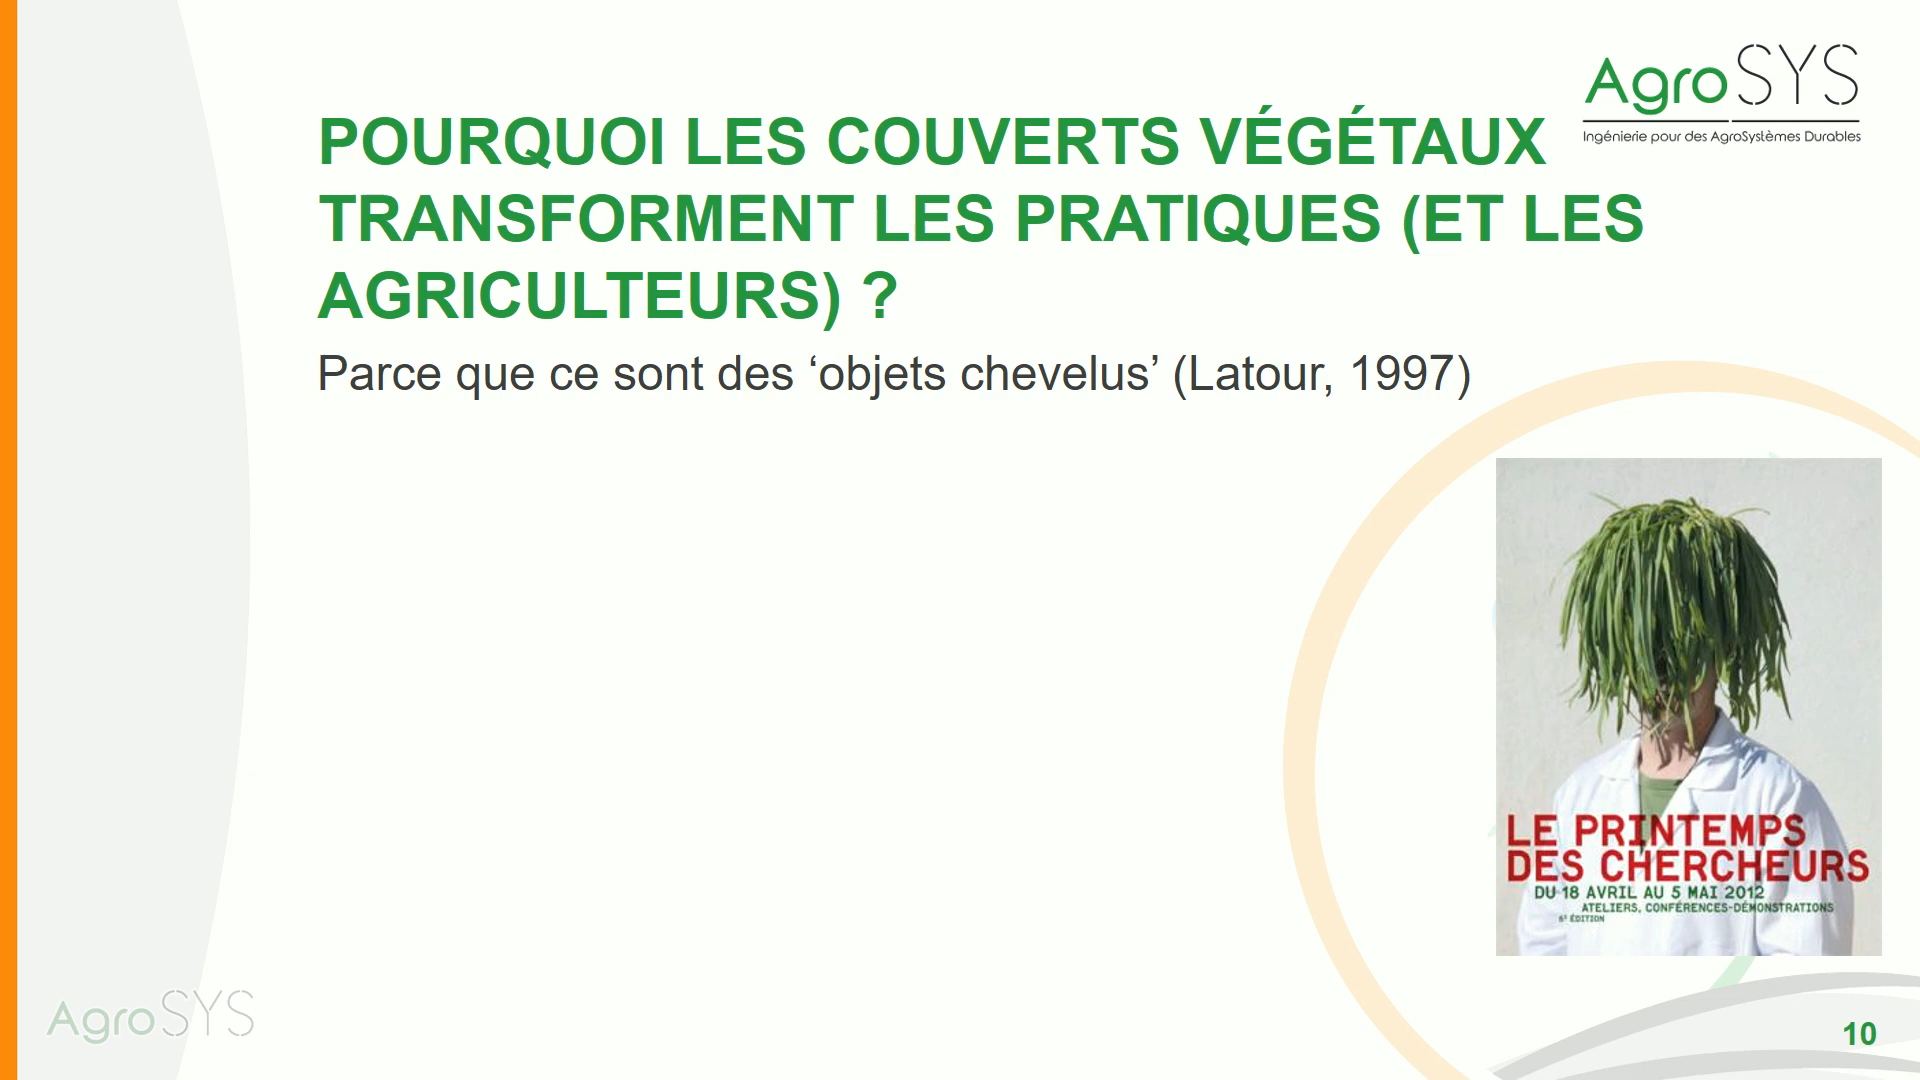 AgroSYS
Ingénierie pour des AgroSystèmes Durables
POURQUOI LES COUVERTS VÉGÉTAUX
TRANSFORMENT LES PRATIQUES (ET LES
AGRICULTEURS) ?
Parce que ce sont des ‘objets chevelus’ (Latour, 1997)
LE PRINTEMPS
DES CHERCHEURS
DU 18 AVRIL AU 5 MAI 2012
ATELIERS, CONFÉRENCES-DÉMONSTRATIONS
6E ÉDITION
AgroSYS
10